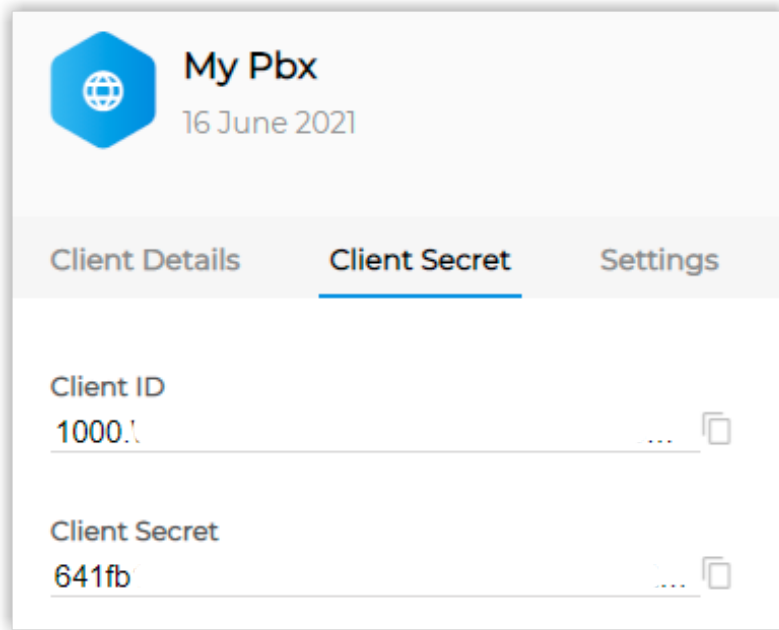 My Pbx
16 June 2021
Client Details Client Secret Settings
Client ID
1000. ...
Client Secret
641fb ...